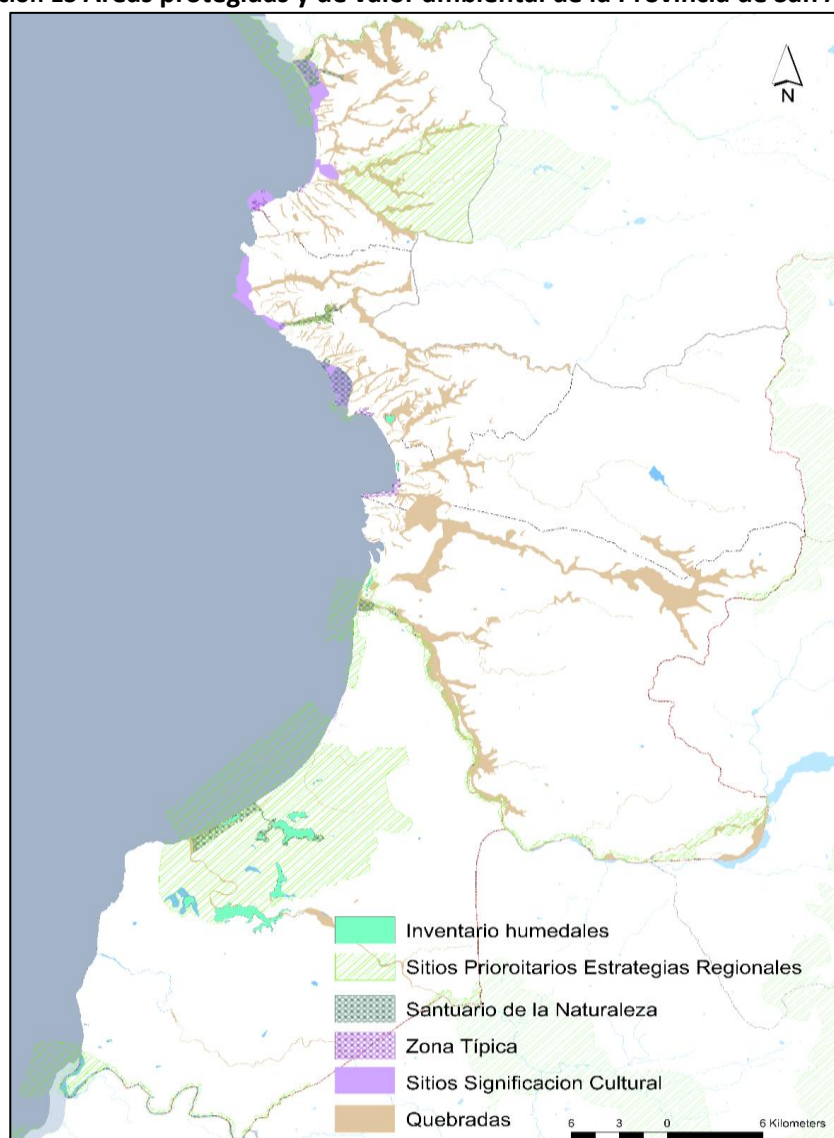 Áreas protegidas y de valor ambiental de la Provincia de San
N
Inventario humedales
Sitios Prioroitarios Estrategias Regionales
Santuario de la Naturaleza
Zona Típica
Sitios Significacion Cultural
Quebradas
6 3 0 6 Kilometers